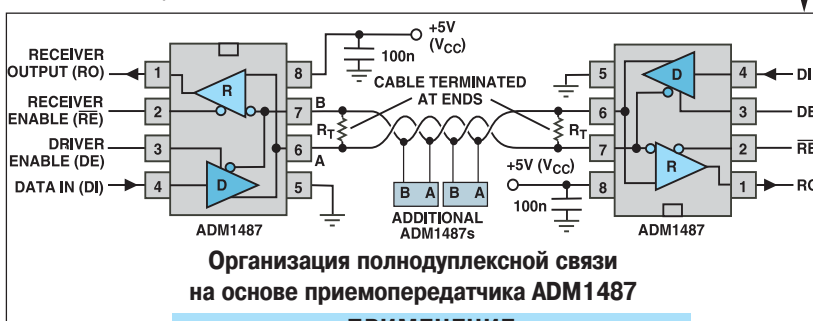 RECEIVER
OUTPUT (RO)
RECEIVER
ENABLE (RE)
DRIVER
ENABLE (DE)
DATA IN (DI)
1
2
3
4
R
D
8
7
6
5
B
A
ADM1487
+5V
(VCC)
100n
CABLE TERMINATED
AT ENDS
RT
RT
B A B A
ADDITIONAL
ADM1487s
+5V (VCC)
100n
5
6
7
8
D
R
4
3
2
1
DI
DE
RE
RO
ADM1487
Организация полнодуплексной связи
на основе приемопередатчика ADM1487